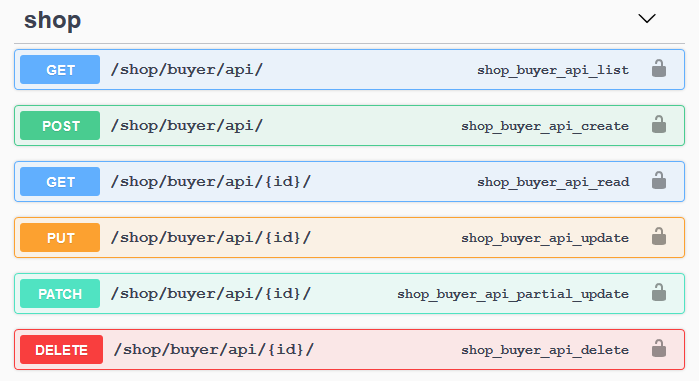 shop
GET /shop/buyer/api/ shop_buyer_api_list
POST /shop/buyer/api/ shop_buyer_api_create
GET /shop/buyer/api/{id}/ shop_buyer_api_read
PUT /shop/buyer/api/{id}/ shop_buyer_api_update
PATCH /shop/buyer/api/{id}/ shop_buyer_api_partial_update
DELETE /shop/buyer/api/{id}/ shop_buyer_api_delete